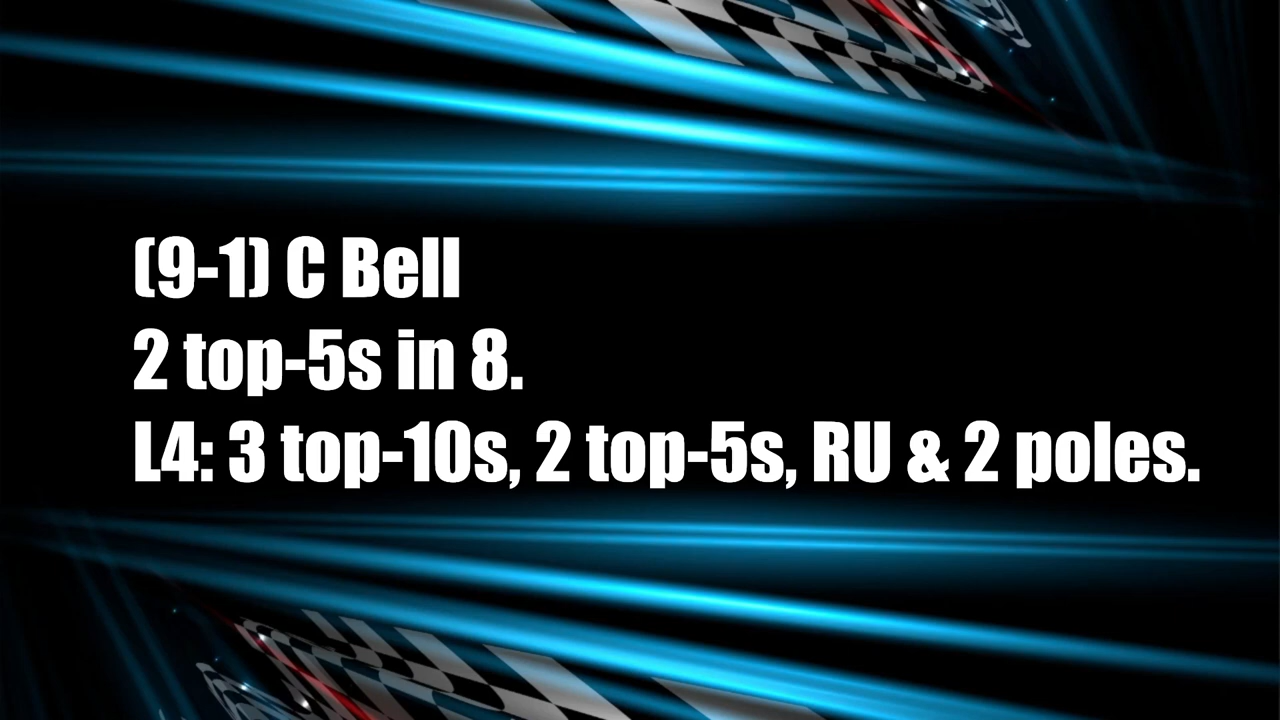 (9-1) C Bell
2 top-5s in 8.
L4: 3 top-10s, 2 top-5s, RU & 2 poles.